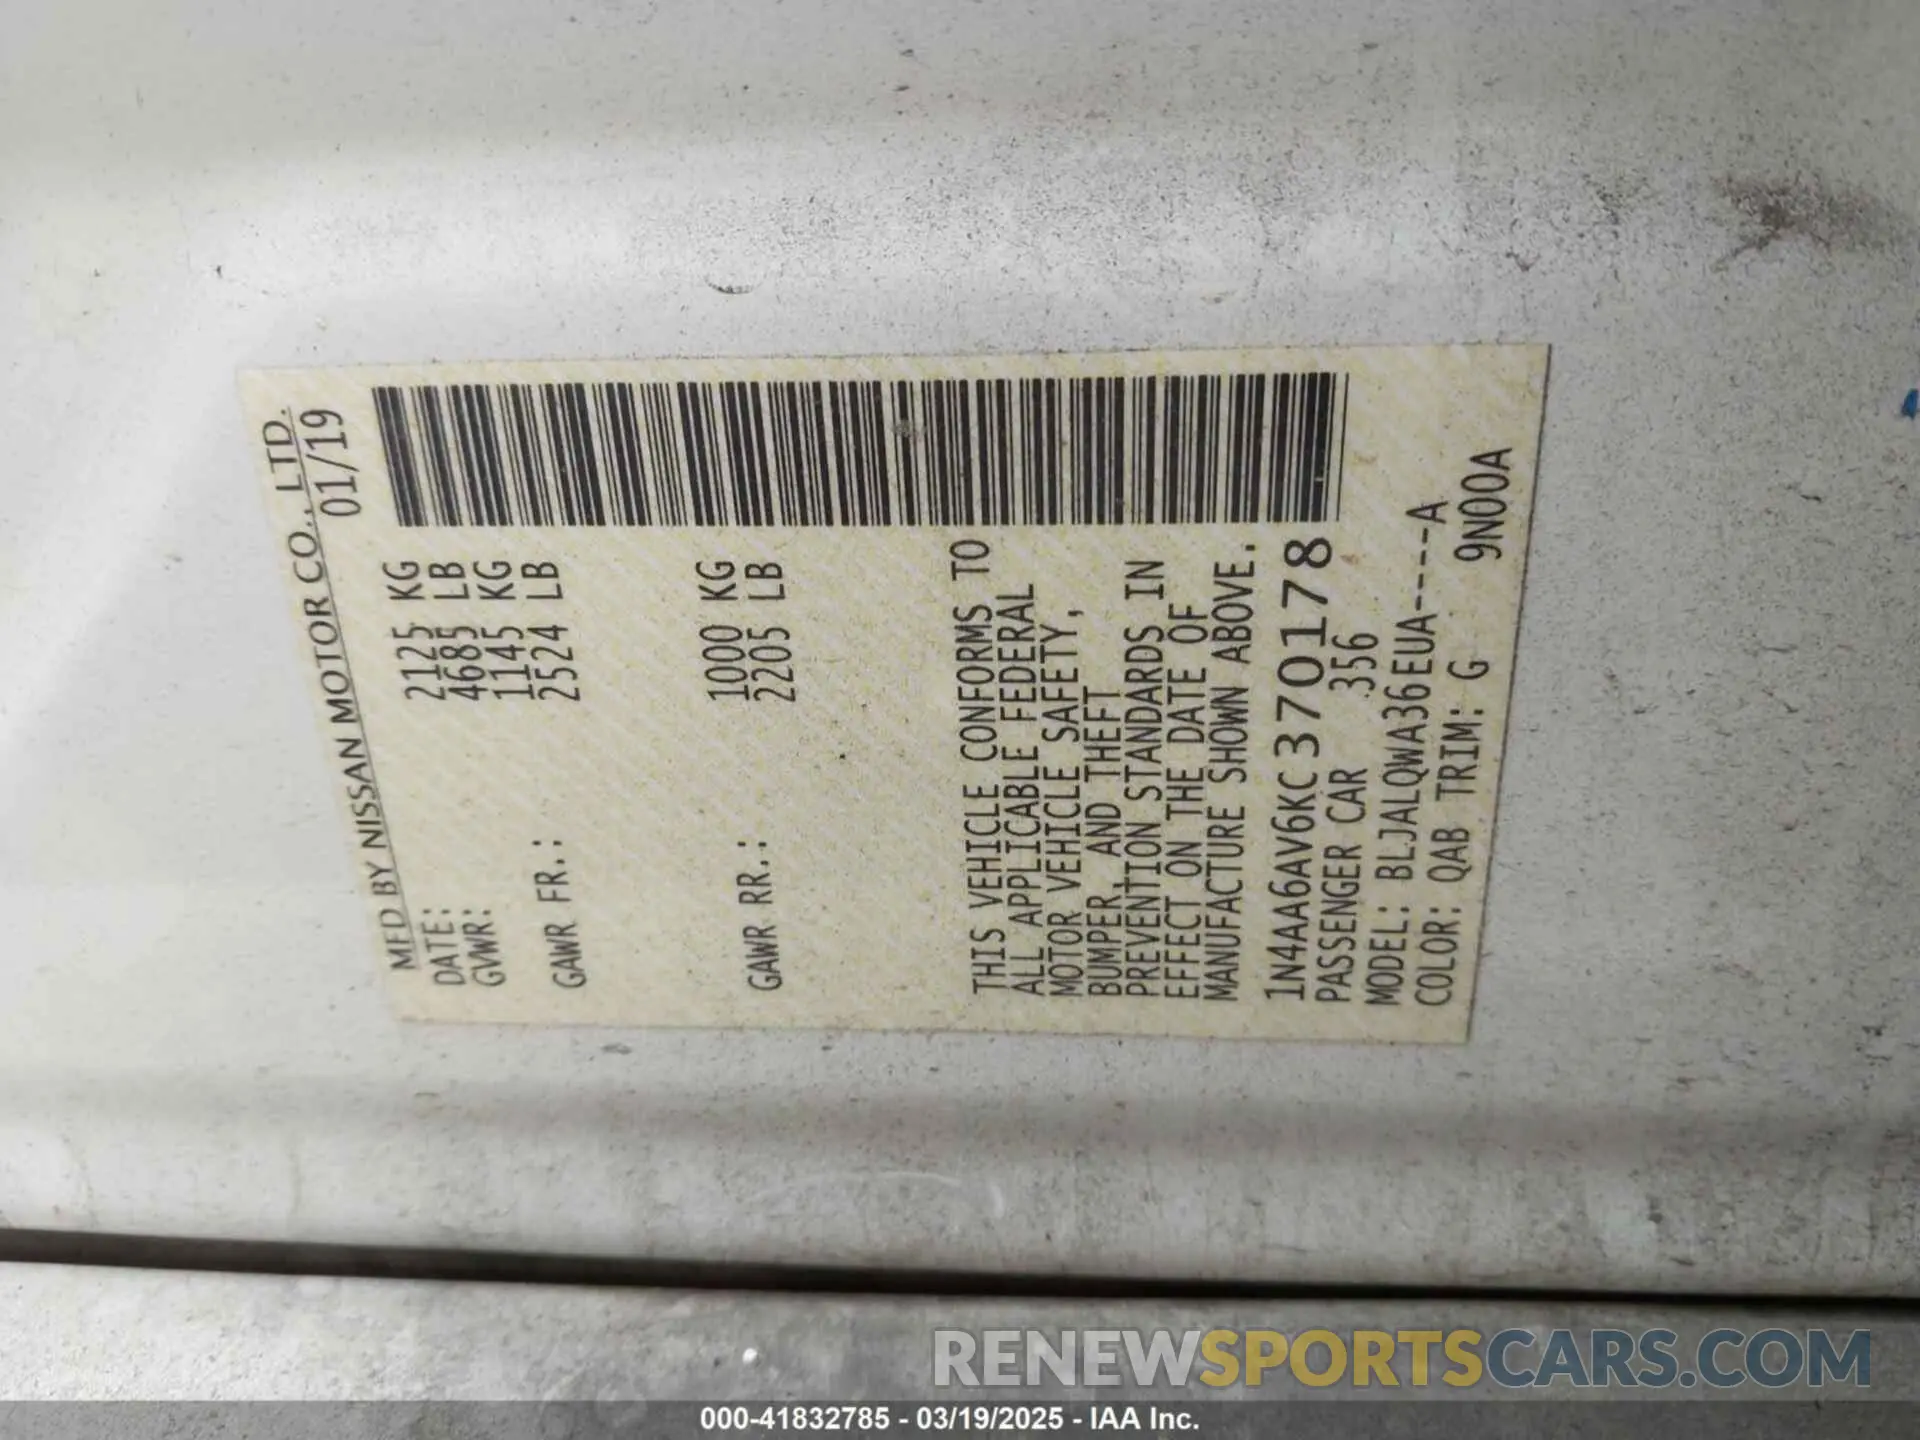 MFD BY NISSAN MOTOR CO., LTD.
DATE: 01/19
GVWR: 2125 KG
4685 LB
GAWR FR.: 1145 KG
2524 LB
GAWR RR.: 1000 KG
2205 LB
THIS VEHICLE CONFORMS TO
ALL APPLICABLE FEDERAL
MOTOR VEHICLE SAFETY,
BUMPER, AND THEFT
PREVENTION STANDARDS IN
EFFECT ON THE DATE OF
MANUFACTURE SHOWN ABOVE.
1N4AA6AV6KC370178
PASSENGER CAR 356
MODEL: BLJALQWA36EUA----A
COLOR: QAB TRIM: G 9N00A
RENEWSPORTSCARS.COM
000-41832785 - 03/19/2025 - IAA Inc.